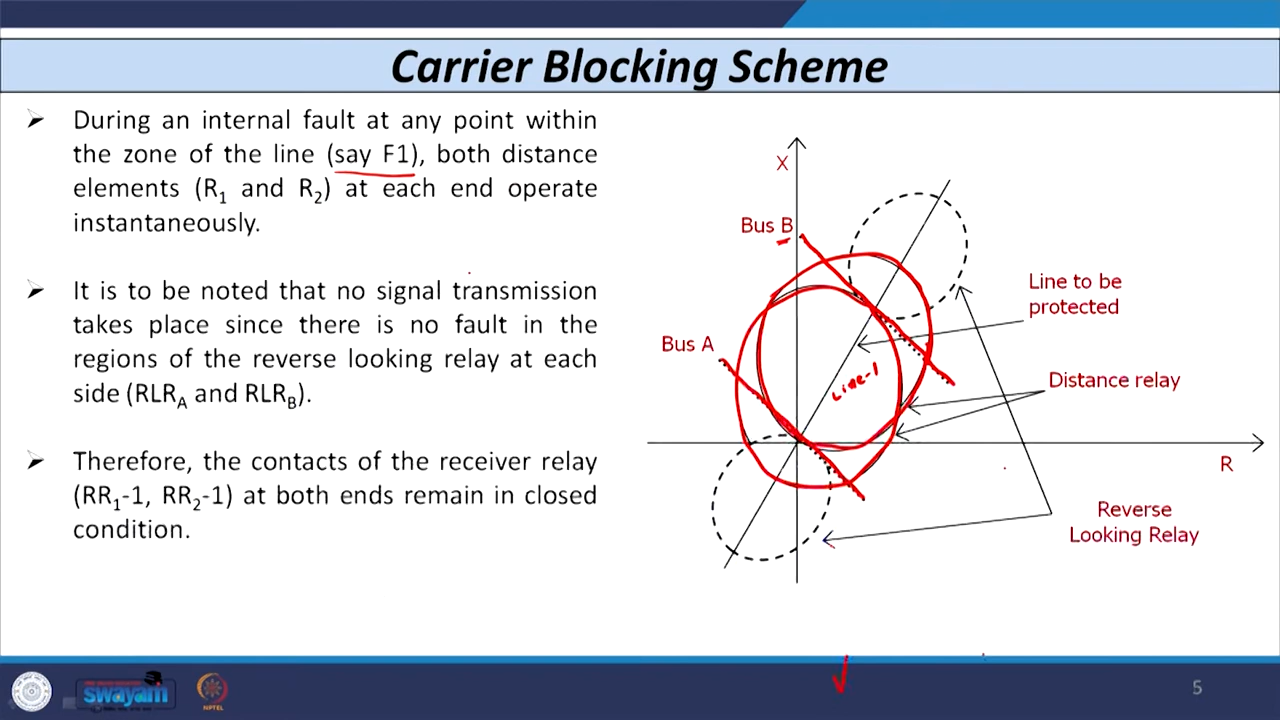 Carrier Blocking Scheme
➢ During an internal fault at any point within
the zone of the line (say F1), both distance
elements (R₁ and R₂) at each end operate
instantaneously.
➢ It is to be noted that no signal transmission
takes place since there is no fault in the
regions of the reverse looking relay at each
side (RLR_A and RLR_B).
➢ Therefore, the contacts of the receiver relay
(RR₁-1, RR₂-1) at both ends remain in closed
condition.
X
Bus B
Line to be
protected
Bus A
Line-1
Distance relay
R
Reverse
Looking Relay
swayam
NPTEL
5